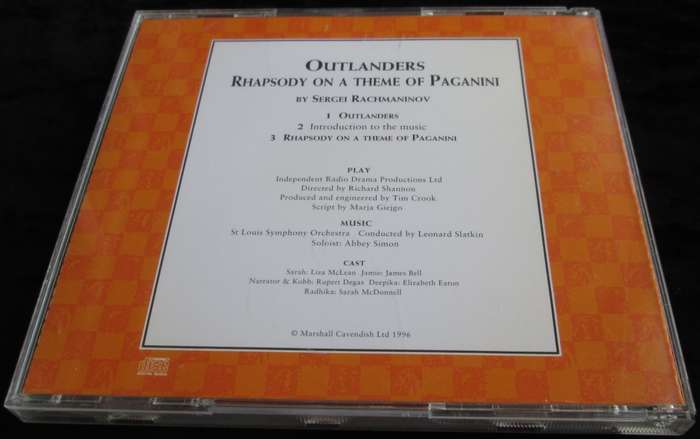 OUTLANDERS
RHAPSODY ON A THEME OF PAGANINI
BY SERGEI RACHMANINOV
1 OUTLANDERS
2 Introduction to the music
3 RHAPSODY ON A THEME OF PAGANINI
PLAY
Independent Radio Drama Productions Ltd
Directed by Richard Shannon
Produced and engineered by Tim Crook
Script by Marja Giejgo
MUSIC
St Louis Symphony Orchestra Conducted by Leonard Slatkin
Soloist: Abbey Simon
CAST
Sarah: Liza McLean Jamie: James Bell
Narrator & Kobb: Rupert Degas Deepika: Elizabeth Eaton
Radhika: Sarah McDonnell
© Marshall Cavendish Ltd 1996